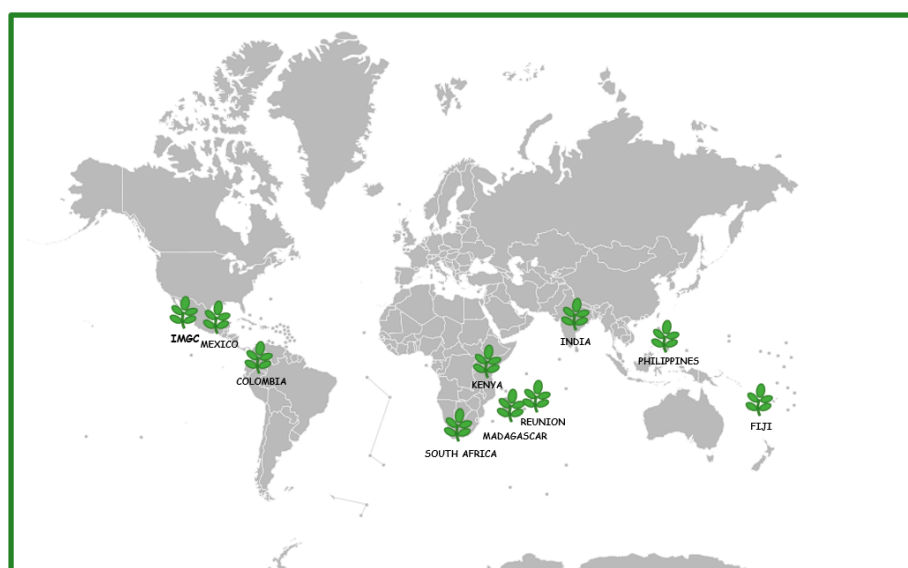 IMGC
MEXICO
COLOMBIA
INDIA
PHILIPPINES
KENYA
REUNION
MADAGASCAR
SOUTH AFRICA
FIJI